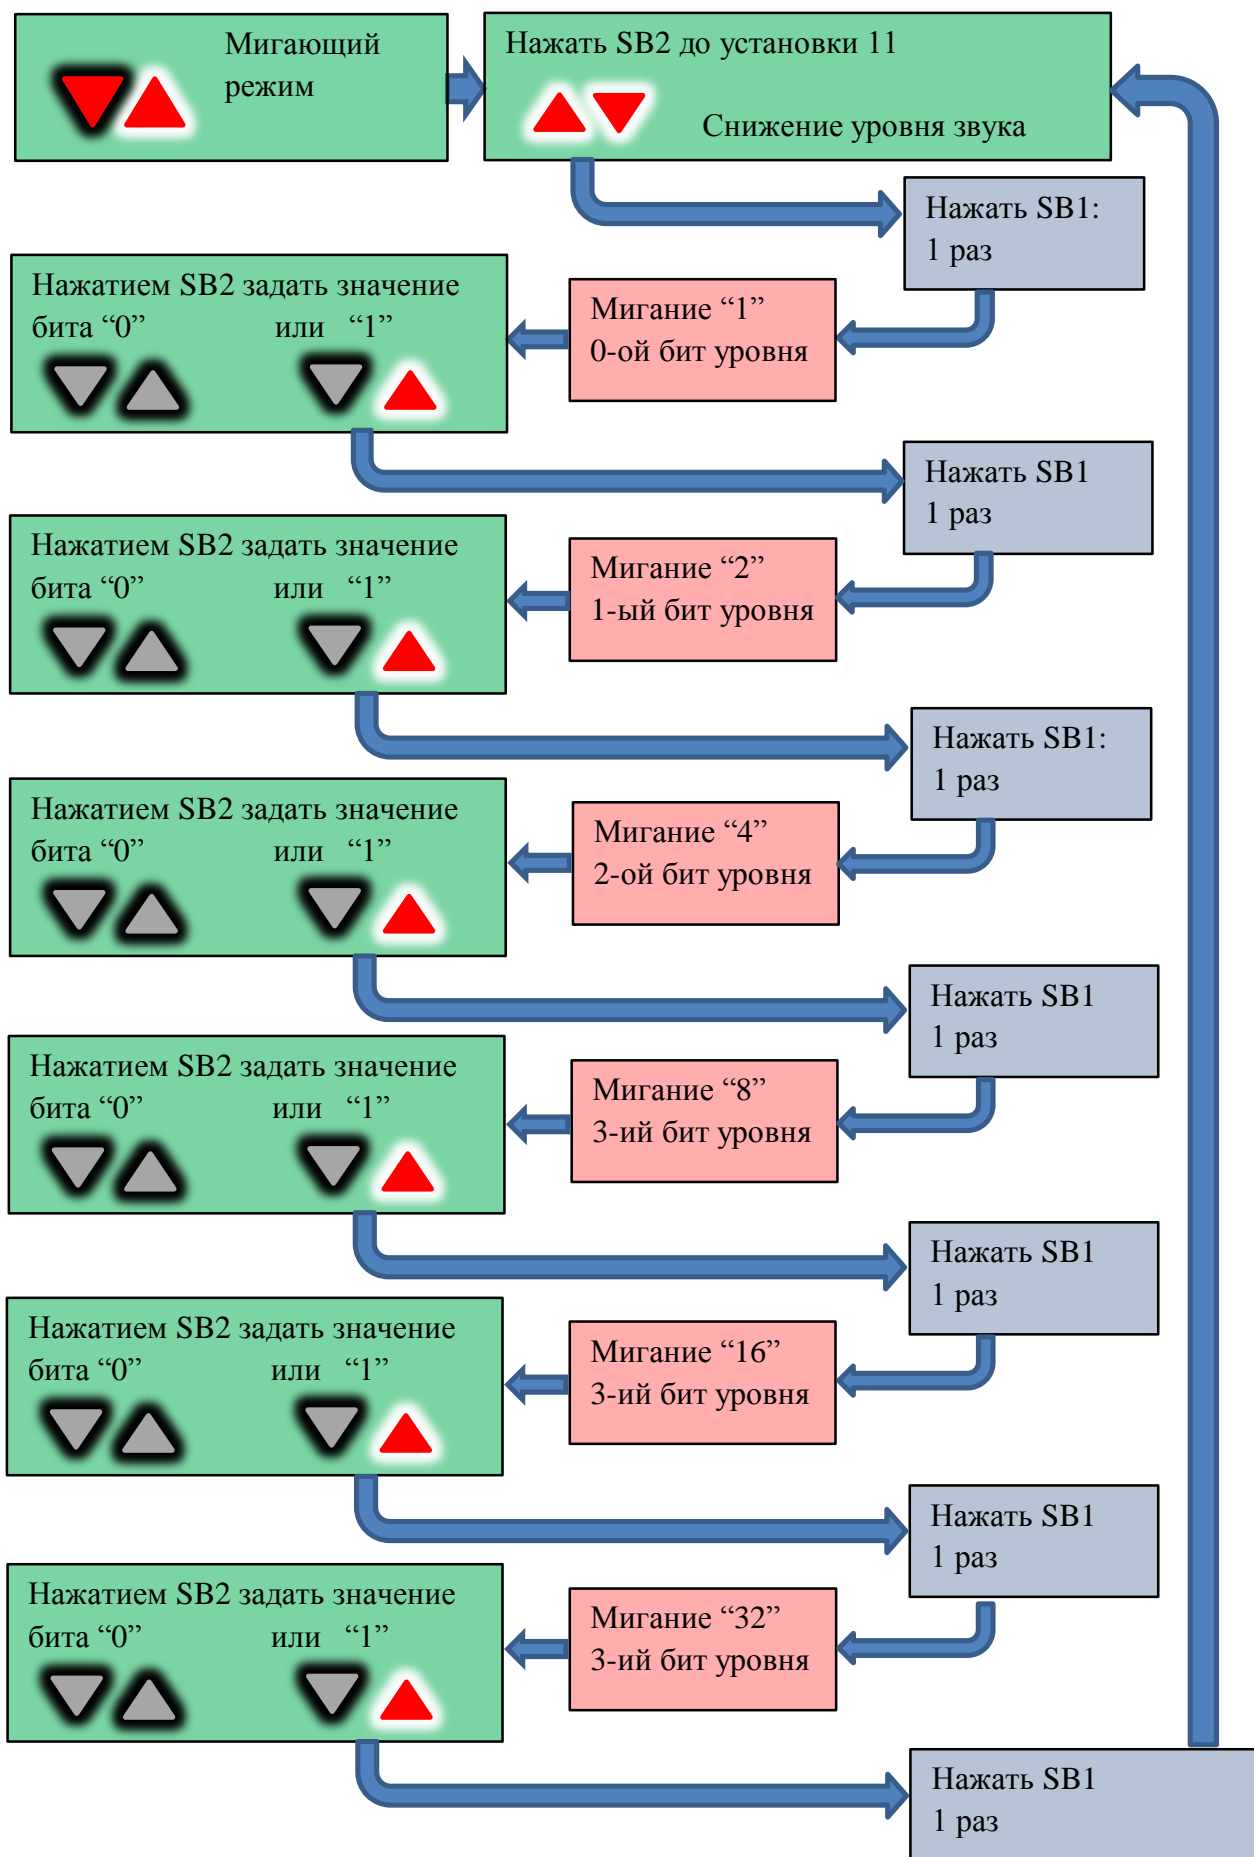 Мигающий
режим
Нажать SB2 до установки 11
Снижение уровня звука
Нажать SB1:
1 раз
Мигание “1”
0-ой бит уровня
Нажатием SB2 задать значение
бита “0” или “1”
Нажать SB1
1 раз
Мигание “2”
1-ый бит уровня
Нажатием SB2 задать значение
бита “0” или “1”
Нажать SB1:
1 раз
Мигание “4”
2-ой бит уровня
Нажатием SB2 задать значение
бита “0” или “1”
Нажать SB1
1 раз
Мигание “8”
3-ий бит уровня
Нажатием SB2 задать значение
бита “0” или “1”
Нажать SB1
1 раз
Мигание “16”
3-ий бит уровня
Нажатием SB2 задать значение
бита “0” или “1”
Нажать SB1
1 раз
Мигание “32”
3-ий бит уровня
Нажатием SB2 задать значение
бита “0” или “1”
Нажать SB1
1 раз